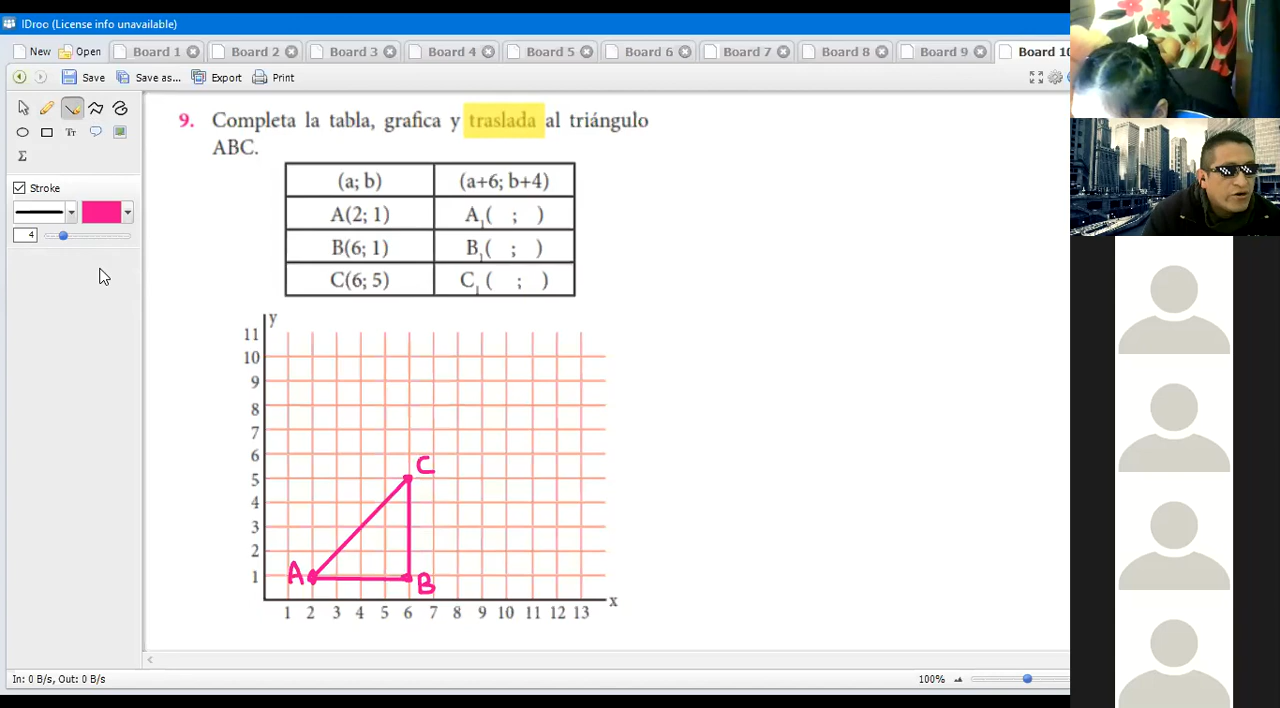 IDroo (License info unavailable)
New Open Board 1 Board 2 Board 3 Board 4 Board 5 Board 6 Board 7 Board 8 Board 9 Board 10
Save Save as... Export Print
Tт
Σ
Stroke
4
9. Completa la tabla, grafica y traslada al triángulo
ABC.
(a; b) (a+6; b+4)
A(2; 1) A₁( ; )
B(6; 1) B₁( ; )
C(6; 5) C₁ ( ; )
y
11
10
9
8
7
6
5
4
3
2
1
C
A
B
x
1 2 3 4 5 6 7 8 9 10 11 12 13
In: 0 B/s, Out: 0 B/s
100%